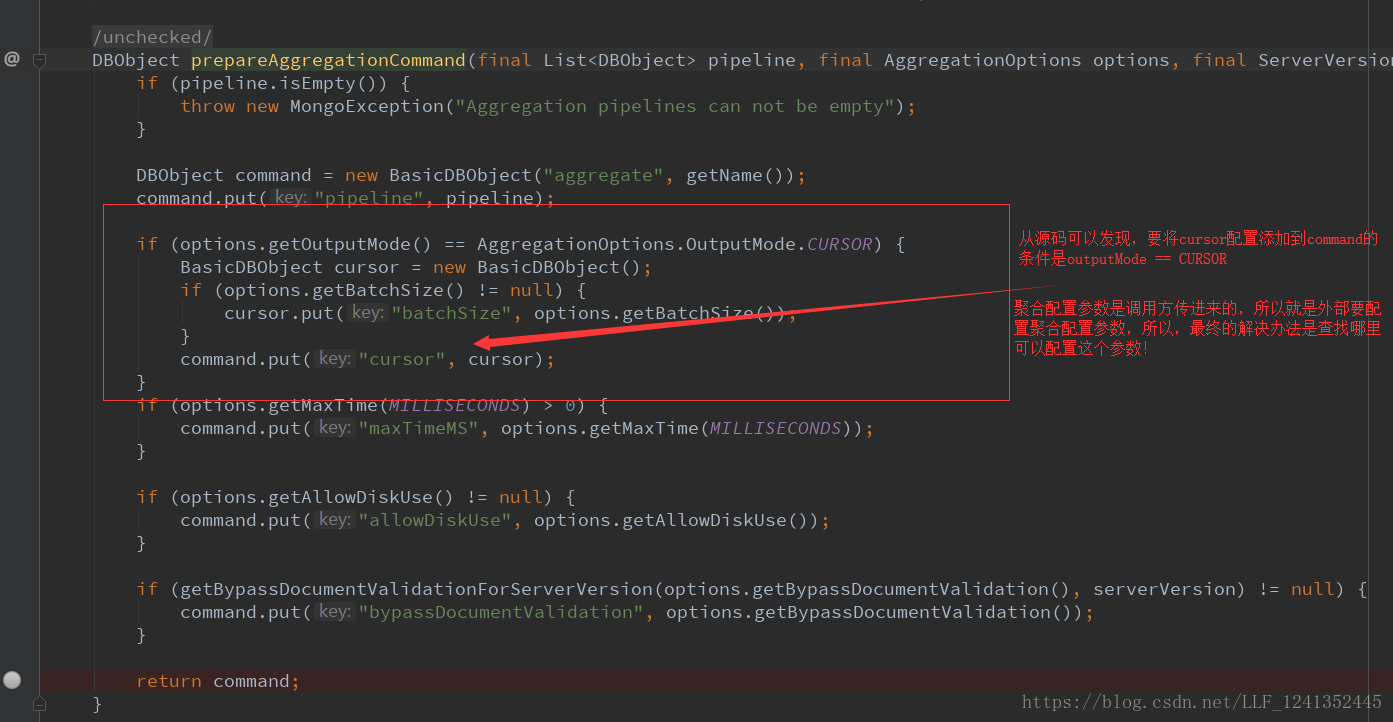 /unchecked/
@
DBObject prepareAggregationCommand(final List<DBObject> pipeline, final AggregationOptions options, final ServerVersion
if (pipeline.isEmpty()) {
throw new MongoException("Aggregation pipelines can not be empty");
}
DBObject command = new BasicDBObject("aggregate", getName());
command.put( key: "pipeline", pipeline);
if (options.getOutputMode() == AggregationOptions.OutputMode.CURSOR) {
BasicDBObject cursor = new BasicDBObject();
if (options.getBatchSize() != null) {
cursor.put( key: "batchSize", options.getBatchSize());
}
command.put( key: "cursor", cursor);
}
从源码可以发现，要将cursor配置添加到command的
条件是outputMode == CURSOR
聚合配置参数是调用方传进来的，所以就是外部要配
置聚合配置参数，所以，最终的解决办法是查找哪里
可以配置这个参数！
if (options.getMaxTime(MILLISECONDS) > 0) {
command.put( key: "maxTimeMS", options.getMaxTime(MILLISECONDS));
}
if (options.getAllowDiskUse() != null) {
command.put( key: "allowDiskUse", options.getAllowDiskUse());
}
if (getBypassDocumentValidationForServerVersion(options.getBypassDocumentValidation(), serverVersion) != null) {
command.put( key: "bypassDocumentValidation", options.getBypassDocumentValidation());
}
return command;
}
https://blog.csdn.net/LLF_1241352445